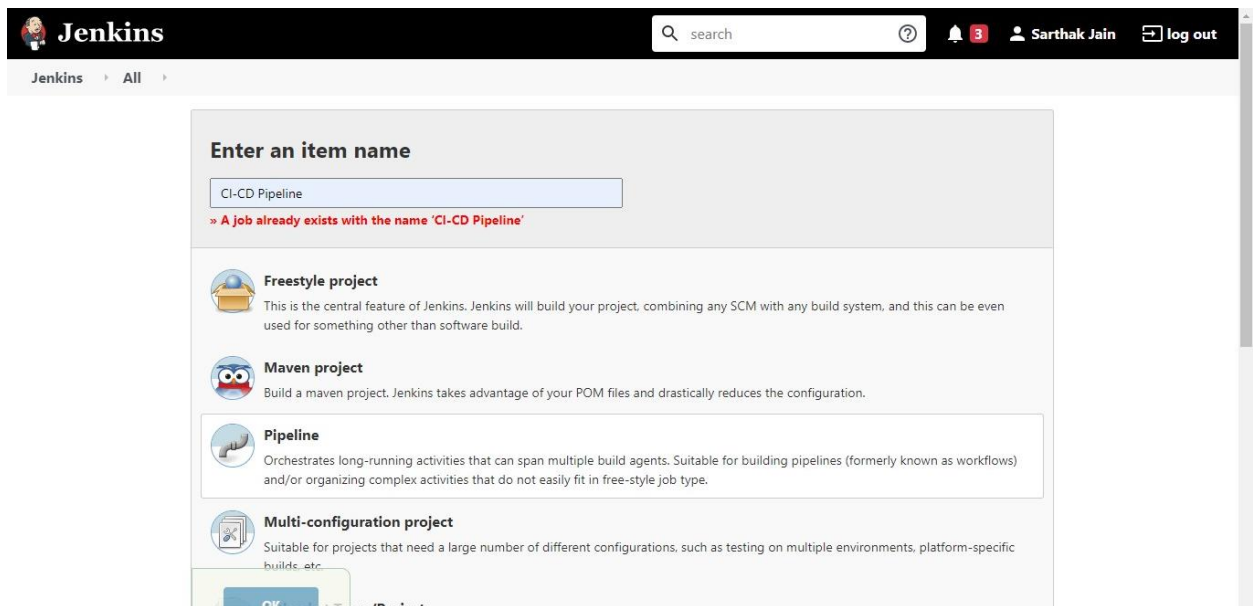 Jenkins
search
3
Sarthak Jain
log out
Jenkins
All
Enter an item name
CI-CD Pipeline
» A job already exists with the name ‘CI-CD Pipeline’
Freestyle project
This is the central feature of Jenkins. Jenkins will build your project, combining any SCM with any build system, and this can be even
used for something other than software build.
Maven project
Build a maven project. Jenkins takes advantage of your POM files and drastically reduces the configuration.
Pipeline
Orchestrates long-running activities that can span multiple build agents. Suitable for building pipelines (formerly known as workflows)
and/or organizing complex activities that do not easily fit in free-style job type.
Multi-configuration project
Suitable for projects that need a large number of different configurations, such as testing on multiple environments, platform-specific
builds, etc.
OK